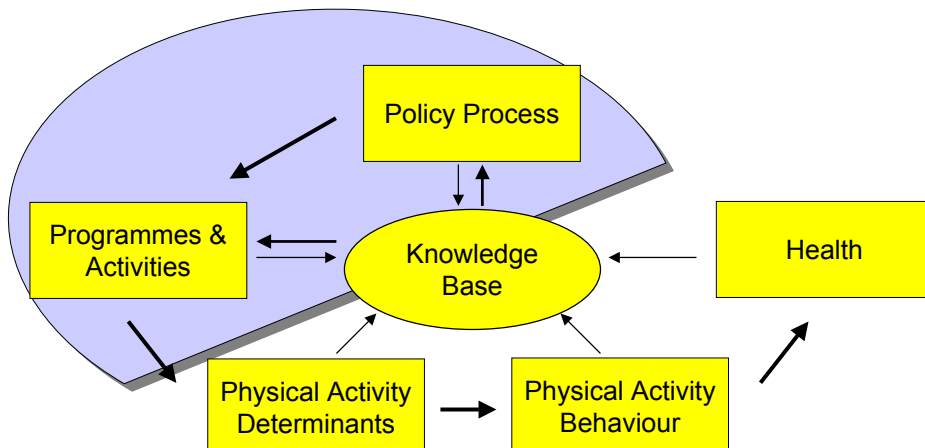 Policy Process
Programmes &
Activities
Knowledge
Base
Health
Physical Activity
Determinants
Physical Activity
Behaviour